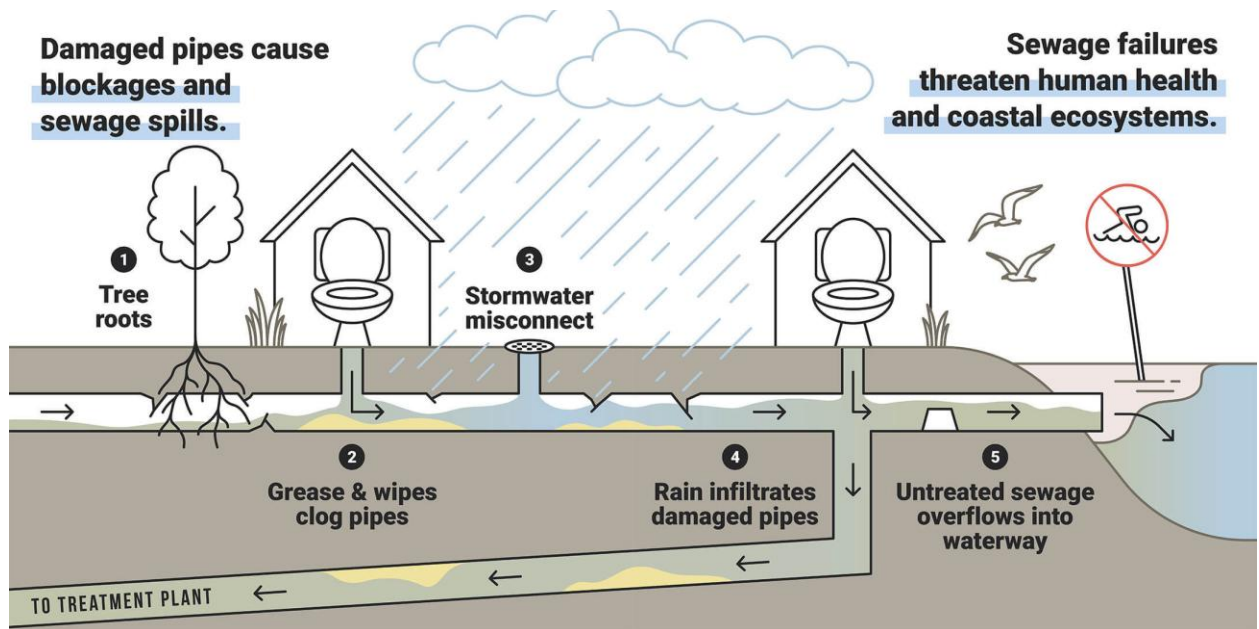 Damaged pipes cause
blockages and
sewage spills.
Sewage failures
threaten human health
and coastal ecosystems.
1
Tree
roots
3
Stormwater
misconnect
2
Grease & wipes
clog pipes
4
Rain infiltrates
damaged pipes
5
Untreated sewage
overflows into
waterway
TO TREATMENT PLANT